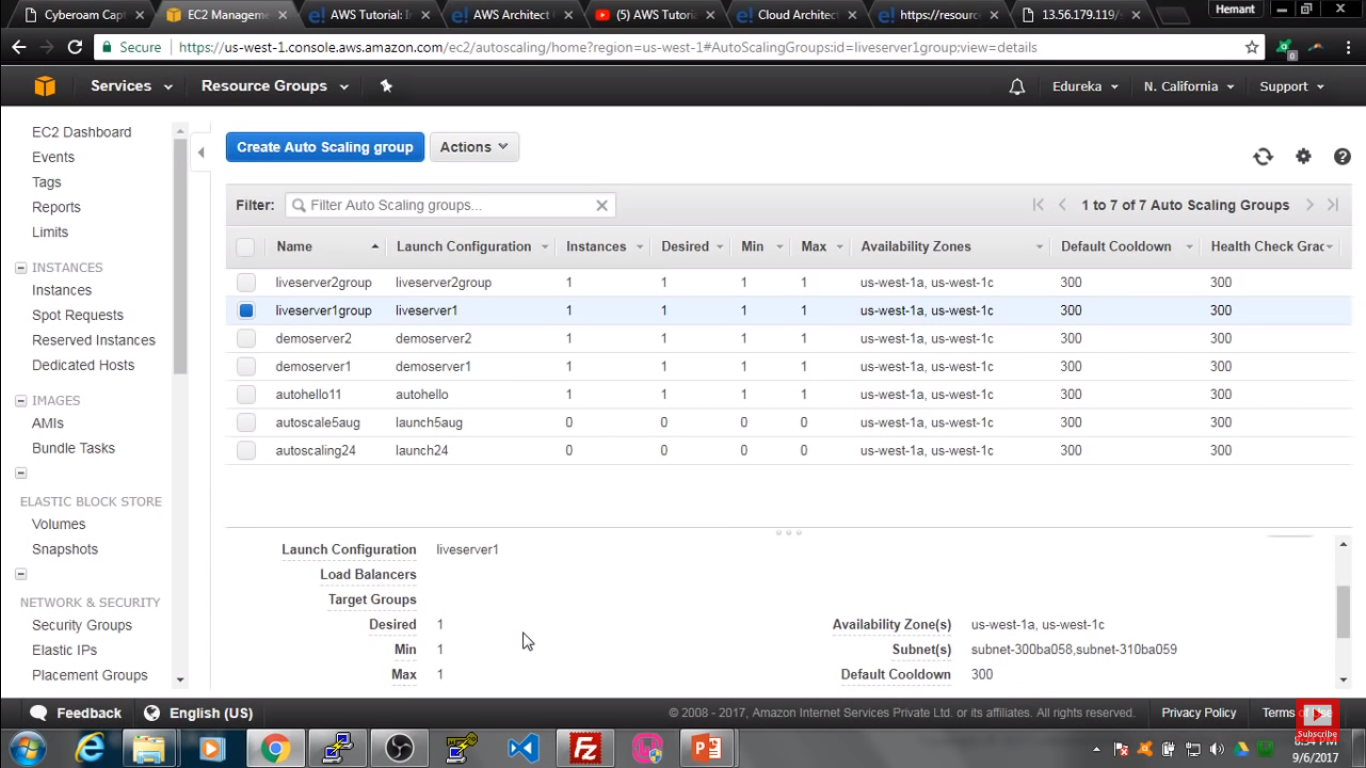 Cyberoam Capt
EC2 Managemen
AWS Tutorial: In
AWS Architect
(5) AWS Tutoria
Cloud Archited
https://resourc
13.56.179.119/
Hemant
Secure https://us-west-1.console.aws.amazon.com/ec2/autoscaling/home?region=us-west-1#AutoScalingGroups:id=liveserver1group;view=details
0
Services Resource Groups Edureka N. California Support
EC2 Dashboard
Events
Tags
Reports
Limits
INSTANCES
Instances
Spot Requests
Reserved Instances
Dedicated Hosts
IMAGES
AMIs
Bundle Tasks
ELASTIC BLOCK STORE
Volumes
Snapshots
NETWORK & SECURITY
Security Groups
Elastic IPs
Placement Groups
Create Auto Scaling group Actions
Filter: Filter Auto Scaling groups... 1 to 7 of 7 Auto Scaling Groups
Name Launch Configuration Instances Desired Min Max Availability Zones Default Cooldown Health Check Grac
liveserver2group liveserver2group 1 1 1 1 us-west-1a, us-west-1c 300 300
liveserver1group liveserver1 1 1 1 1 us-west-1a, us-west-1c 300 300
demoserver2 demoserver2 1 1 1 1 us-west-1a, us-west-1c 300 300
demoserver1 demoserver1 1 1 1 1 us-west-1a, us-west-1c 300 300
autohello11 autohello 1 1 1 1 us-west-1a, us-west-1c 300 300
autoscale5aug launch5aug 0 0 0 0 us-west-1a, us-west-1c 300 300
autoscaling24 launch24 0 0 0 0 us-west-1a, us-west-1c 300 300
Launch Configuration liveserver1
Load Balancers
Target Groups
Desired 1 Availability Zone(s) us-west-1a, us-west-1c
Min 1 Subnet(s) subnet-300ba058,subnet-310ba059
Max 1 Default Cooldown 300
Feedback English (US) © 2008 - 2017, Amazon Internet Services Private Ltd. or its affiliates. All rights reserved. Privacy Policy Terms of
Subscribe
9/6/2017